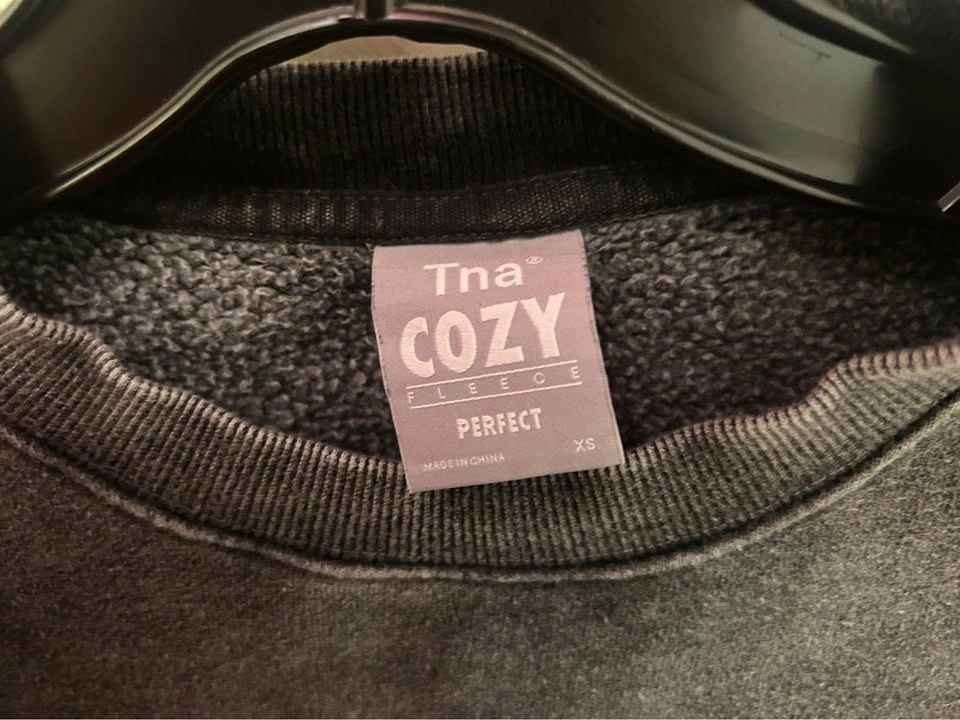 Tna®
COZY
FLEECE
PERFECT
XS
MADE IN CHINA